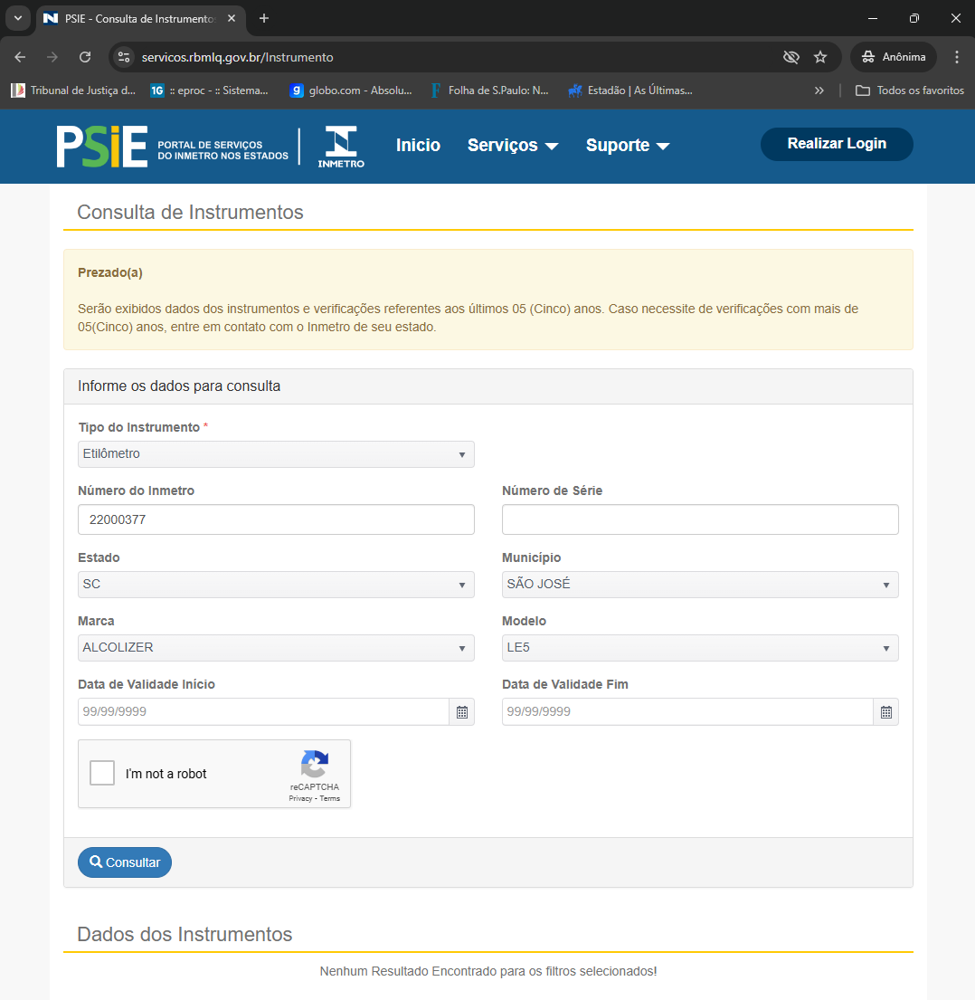 PSIE - Consulta de Instrumentos
servicos.rbmlq.gov.br/Instrumento
Anônima
Tribunal de Justiça d...
1G :: eproc - :: Sistema...
g globo.com - Absolu...
F Folha de S.Paulo: N...
Estadão | As Últimas...
»
Todos os favoritos
PSiE PORTAL DE SERVIÇOS
DO INMETRO NOS ESTADOS
INMETRO
Inicio
Serviços
Suporte
Realizar Login
Consulta de Instrumentos
Prezado(a)
Serão exibidos dados dos instrumentos e verificações referentes aos últimos 05 (Cinco) anos. Caso necessite de verificações com mais de
05(Cinco) anos, entre em contato com o Inmetro de seu estado.
Informe os dados para consulta
Tipo do Instrumento *
Etilômetro
Número do Inmetro
Número de Série
22000377
Estado
Município
SC
SÃO JOSÉ
Marca
Modelo
ALCOLIZER
LE5
Data de Validade Início
Data de Validade Fim
99/99/9999
99/99/9999
I'm not a robot
reCAPTCHA
Privacy - Terms
Consultar
Dados dos Instrumentos
Nenhum Resultado Encontrado para os filtros selecionados!